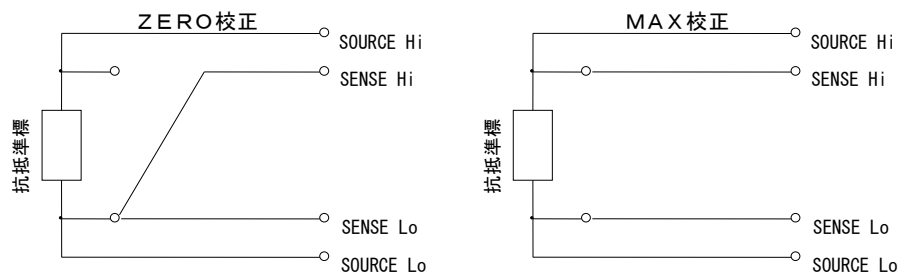 ZERO校正
SOURCE Hi
SENSE Hi
標準抵抗
SENSE Lo
SOURCE Lo
MAX校正
SOURCE Hi
SENSE Hi
標準抵抗
SENSE Lo
SOURCE Lo